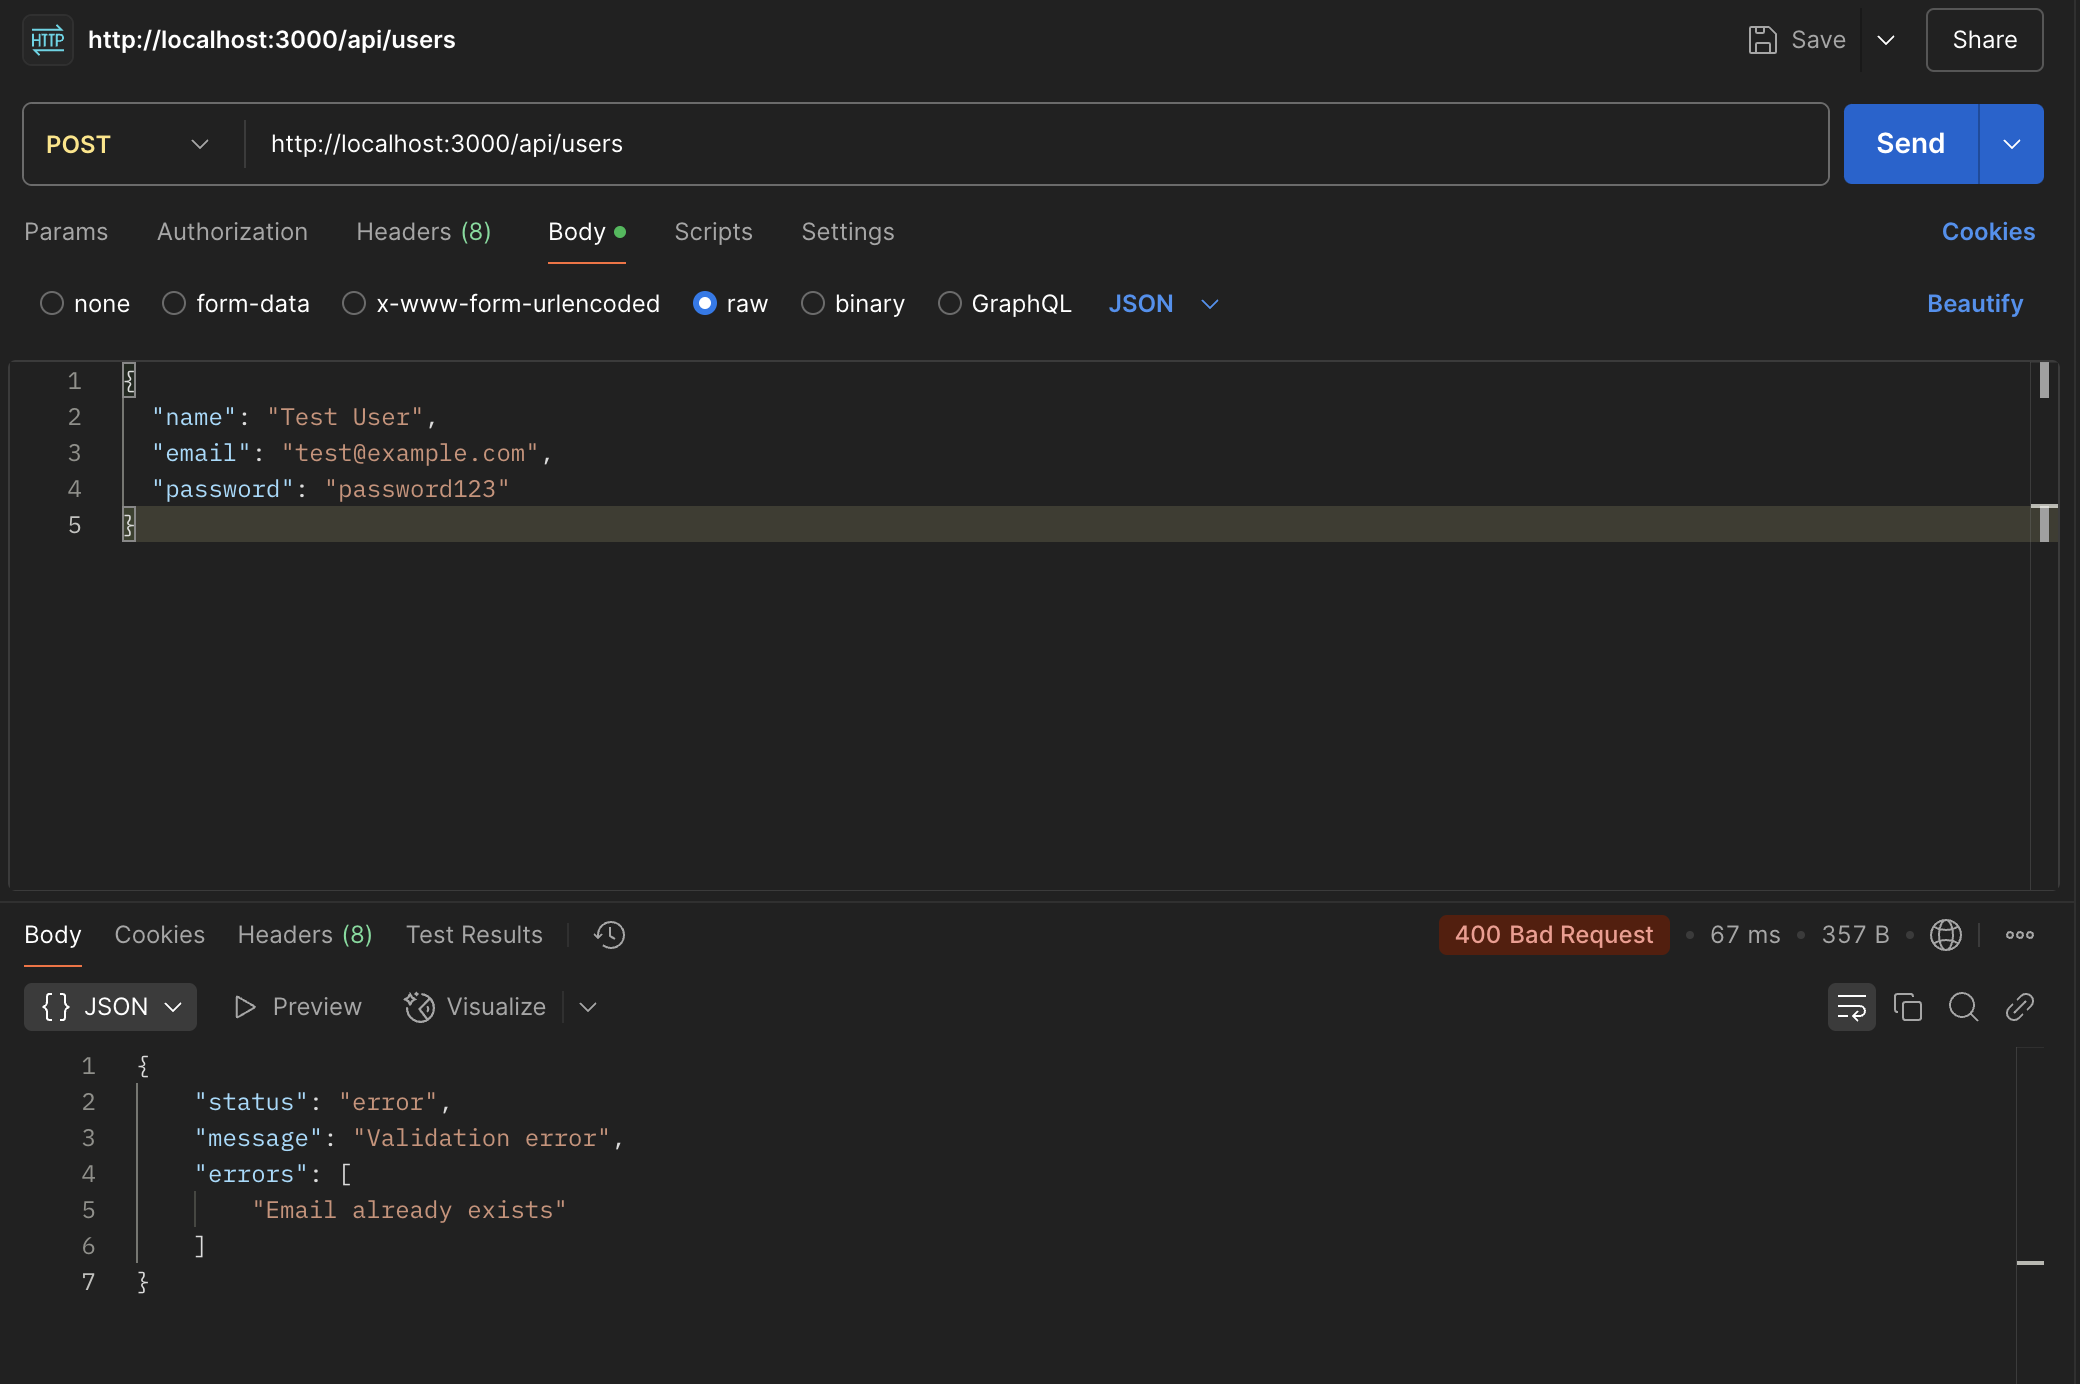 HTTP http://localhost:3000/api/users Save Share
POST http://localhost:3000/api/users Send
Params Authorization Headers (8) Body Scripts Settings Cookies
none form-data x-www-form-urlencoded raw binary GraphQL JSON Beautify
1 {
2 "name": "Test User",
3 "email": "test@example.com",
4 "password": "password123"
5 }
Body Cookies Headers (8) Test Results 400 Bad Request • 67 ms • 357 B •
{} JSON Preview Visualize
1 {
2 "status": "error",
3 "message": "Validation error",
4 "errors": [
5 "Email already exists"
6 ]
7 }